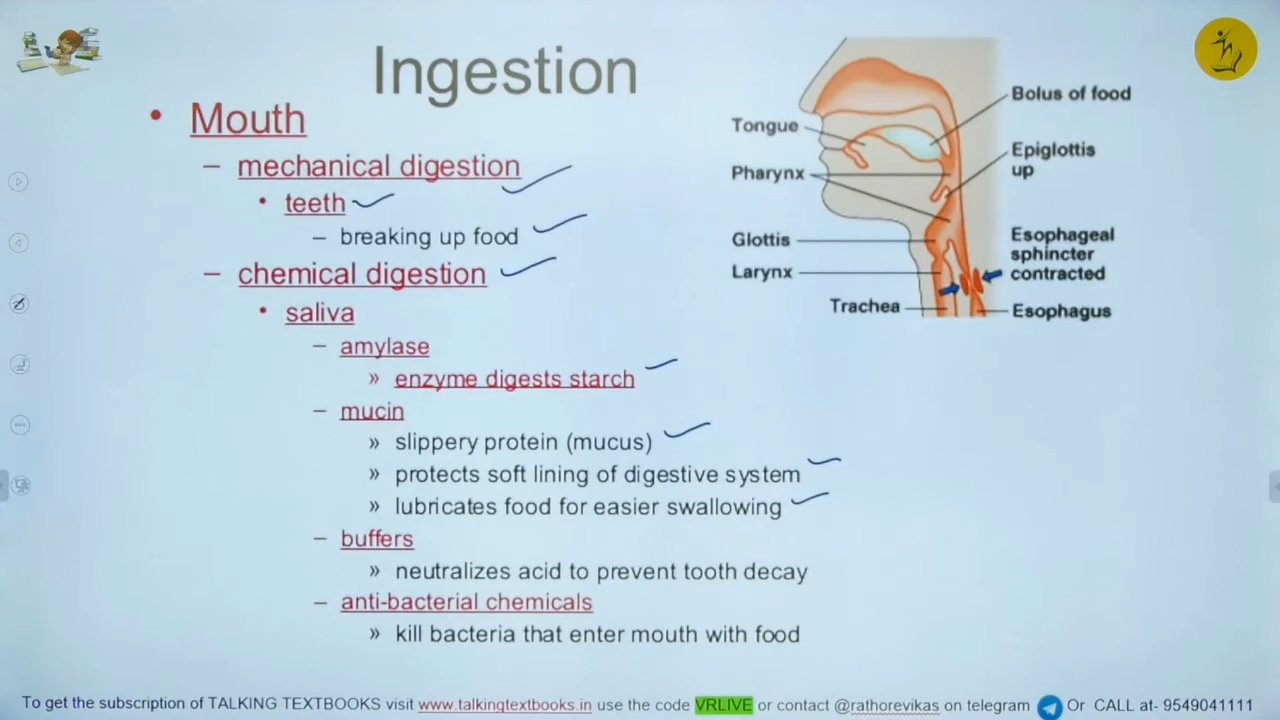 Ingestion
• Mouth
– mechanical digestion
• teeth
– breaking up food
– chemical digestion
• saliva
– amylase
» enzyme digests starch
– mucin
» slippery protein (mucus)
» protects soft lining of digestive system
» lubricates food for easier swallowing
– buffers
» neutralizes acid to prevent tooth decay
– anti-bacterial chemicals
» kill bacteria that enter mouth with food
Tongue
Pharynx
Glottis
Larynx
Trachea
Bolus of food
Epiglottis
up
Esophageal
sphincter
contracted
Esophagus
To get the subscription of TALKING TEXTBOOKS visit www.talkingtextbooks.in use the code VRLIVE or contact @rathorevikas on telegram Or CALL at- 9549041111